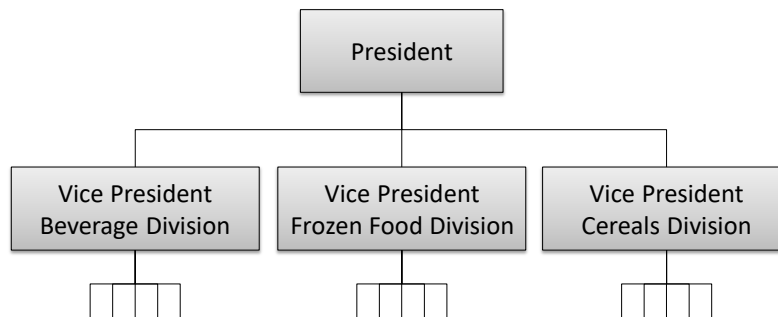 President
Vice President
Beverage Division
Vice President
Frozen Food Division
Vice President
Cereals Division